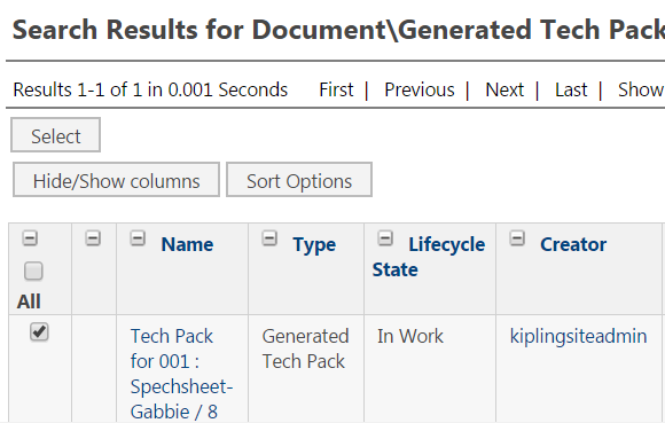 Search Results for Document\Generated Tech Pack
Results 1-1 of 1 in 0.001 Seconds First | Previous | Next | Last | Show
Select
Hide/Show columns Sort Options
Name Type Lifecycle State Creator
All
Tech Pack for 001 : Spechsheet-Gabbie / 8 Generated Tech Pack In Work kiplingsiteadmin